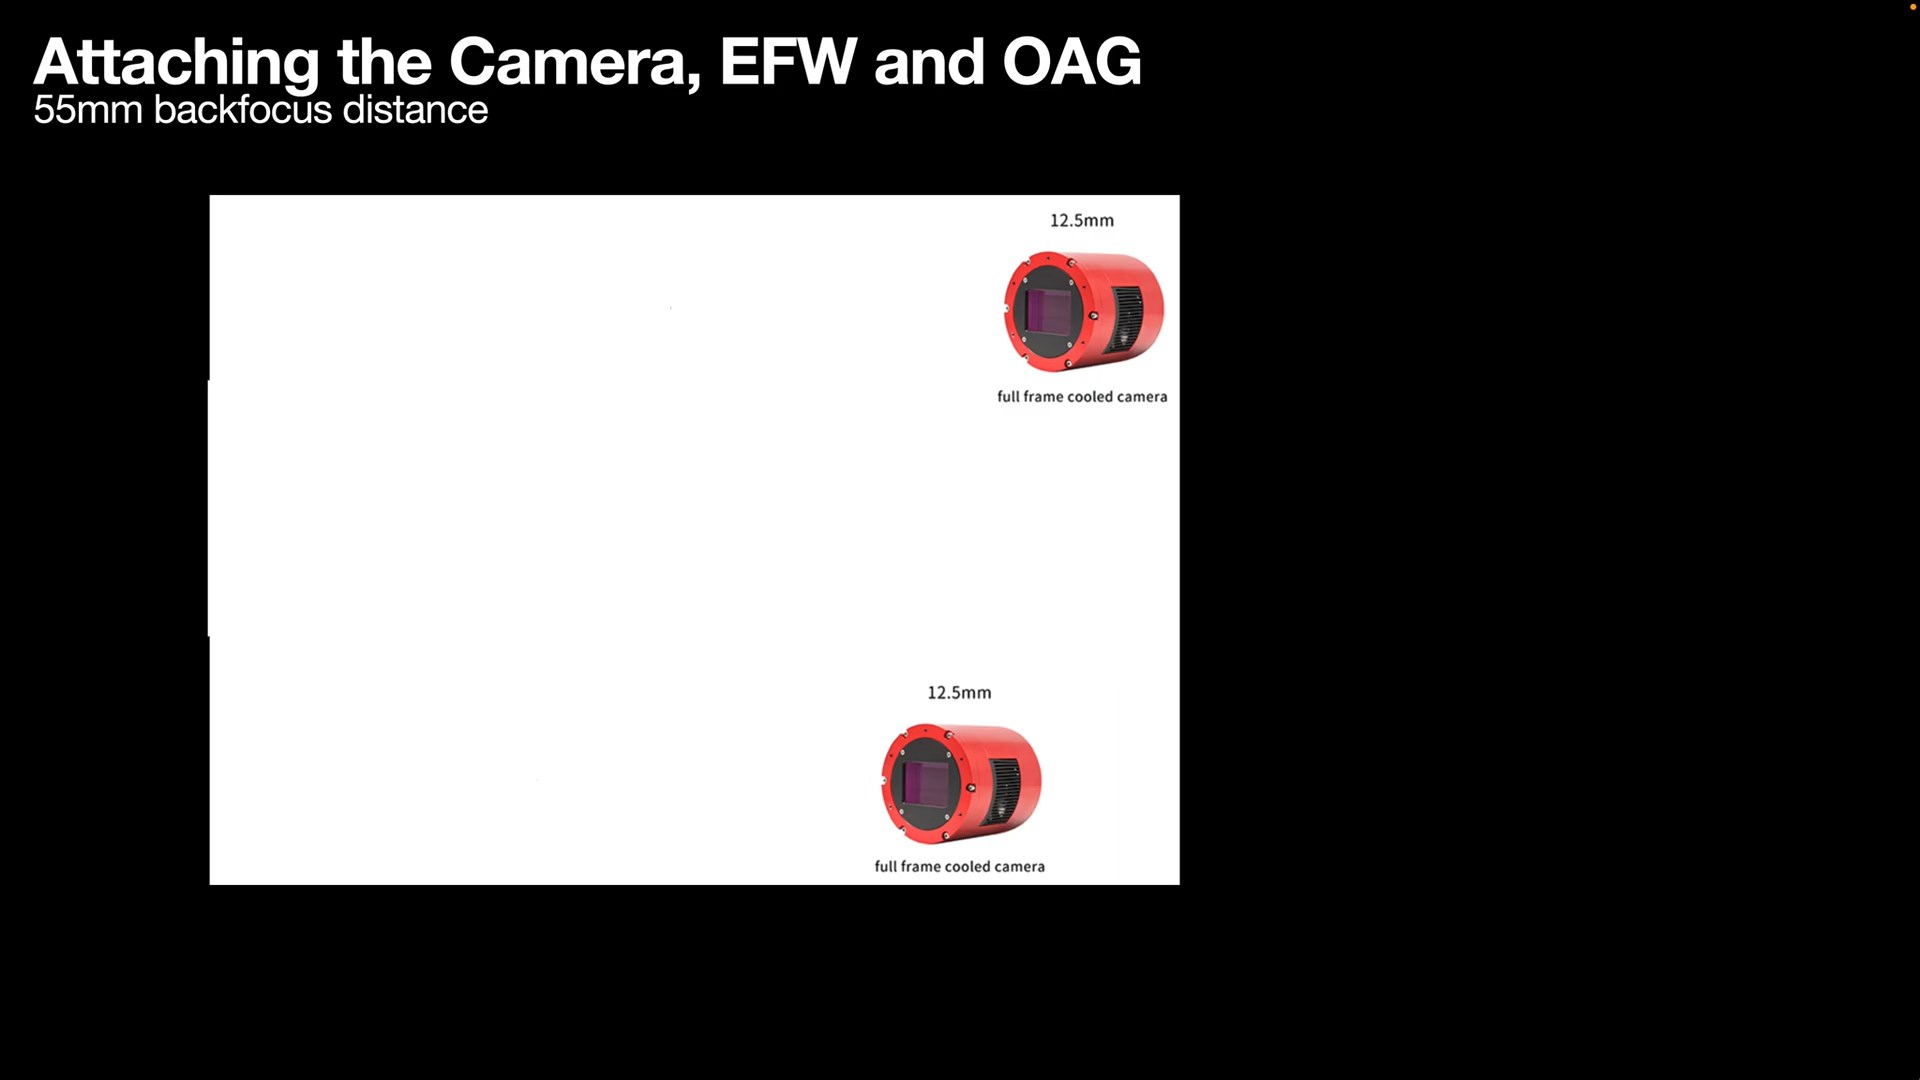 Attaching the Camera, EFW and OAG
55mm backfocus distance
12.5mm
full frame cooled camera
12.5mm
full frame cooled camera